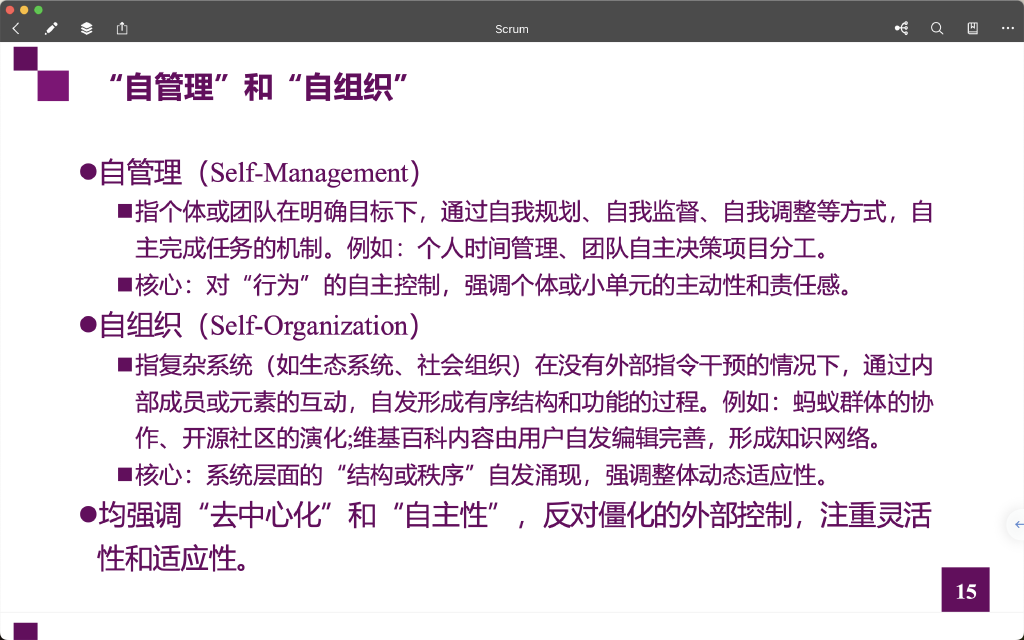 Scrum
“自管理”和“自组织”
●自管理（Self-Management）
■指个体或团队在明确目标下，通过自我规划、自我监督、自我调整等方式，自
主完成任务的机制。例如：个人时间管理、团队自主决策项目分工。
■核心：对“行为”的自主控制，强调个体或小单元的主动性和责任感。
●自组织（Self-Organization）
■指复杂系统（如生态系统、社会组织）在没有外部指令干预的情况下，通过内
部成员或元素的互动，自发形成有序结构和功能的过程。例如：蚂蚁群体的协
作、开源社区的演化;维基百科内容由用户自发编辑完善，形成知识网络。
■核心：系统层面的“结构或秩序”自发涌现，强调整体动态适应性。
●均强调“去中心化”和“自主性”，反对僵化的外部控制，注重灵活
性和适应性。
15